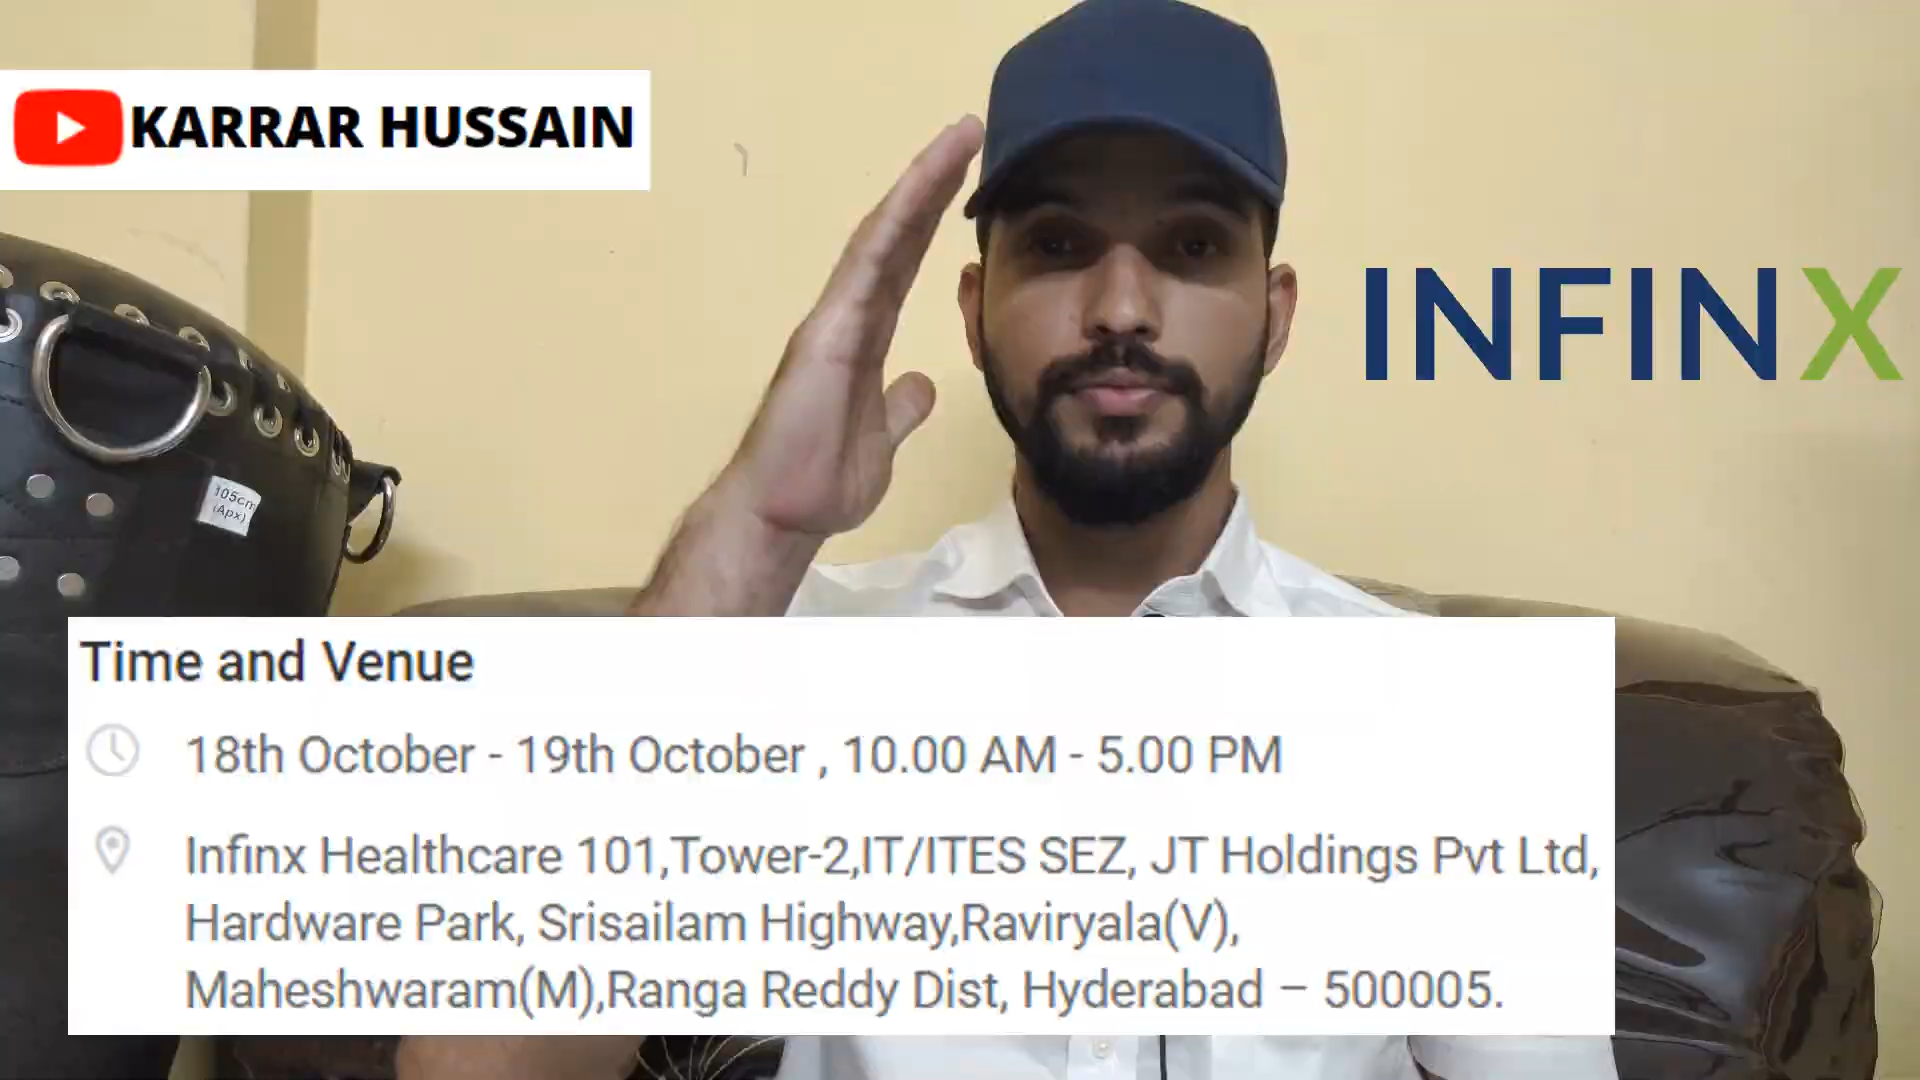 KARRAR HUSSAIN
INFINX
105cm
(Apx)
Time and Venue
18th October - 19th October , 10.00 AM - 5.00 PM
Infinx Healthcare 101,Tower-2,IT/ITES SEZ, JT Holdings Pvt Ltd,
Hardware Park, Srisailam Highway,Raviryala(V),
Maheshwaram(M),Ranga Reddy Dist, Hyderabad – 500005.